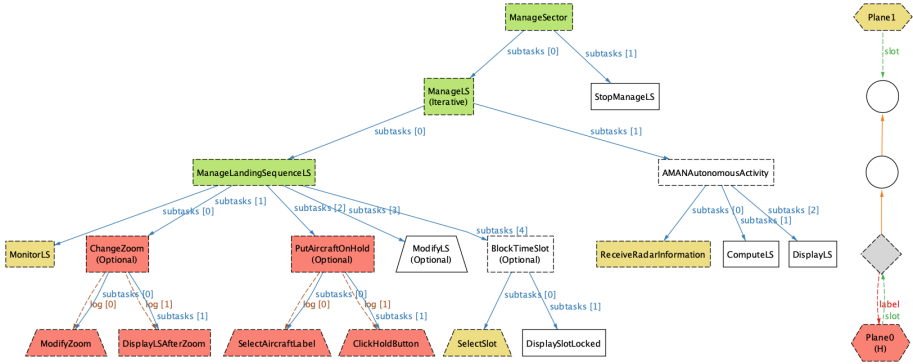 ManageSector
Plane1
subtasks [0]
subtasks [1]
slot
ManageLS
(Iterative)
StopManageLS
subtasks [0]
subtasks [1]
ManageLandingSequenceLS
AMANAutonomousActivity
subtasks [0]
subtasks [1]
subtasks [2]
subtasks [3]
subtasks [4]
subtasks [0]
subtasks [1]
subtasks [2]
MonitorLS
ChangeZoom
(Optional)
PutAircraftOnHold
(Optional)
ModifyLS
(Optional)
BlockTimeSlot
(Optional)
ReceiveRadarInformation
ComputeLS
DisplayLS
subtasks [0]
log [0]
log [1]
subtasks [1]
subtasks [0]
log [0]
log [1]
subtasks [1]
subtasks [0]
subtasks [1]
label
slot
ModifyZoom
DisplayLSAfterZoom
SelectAircraftLabel
ClickHoldButton
SelectSlot
DisplaySlotLocked
Plane0
(H)